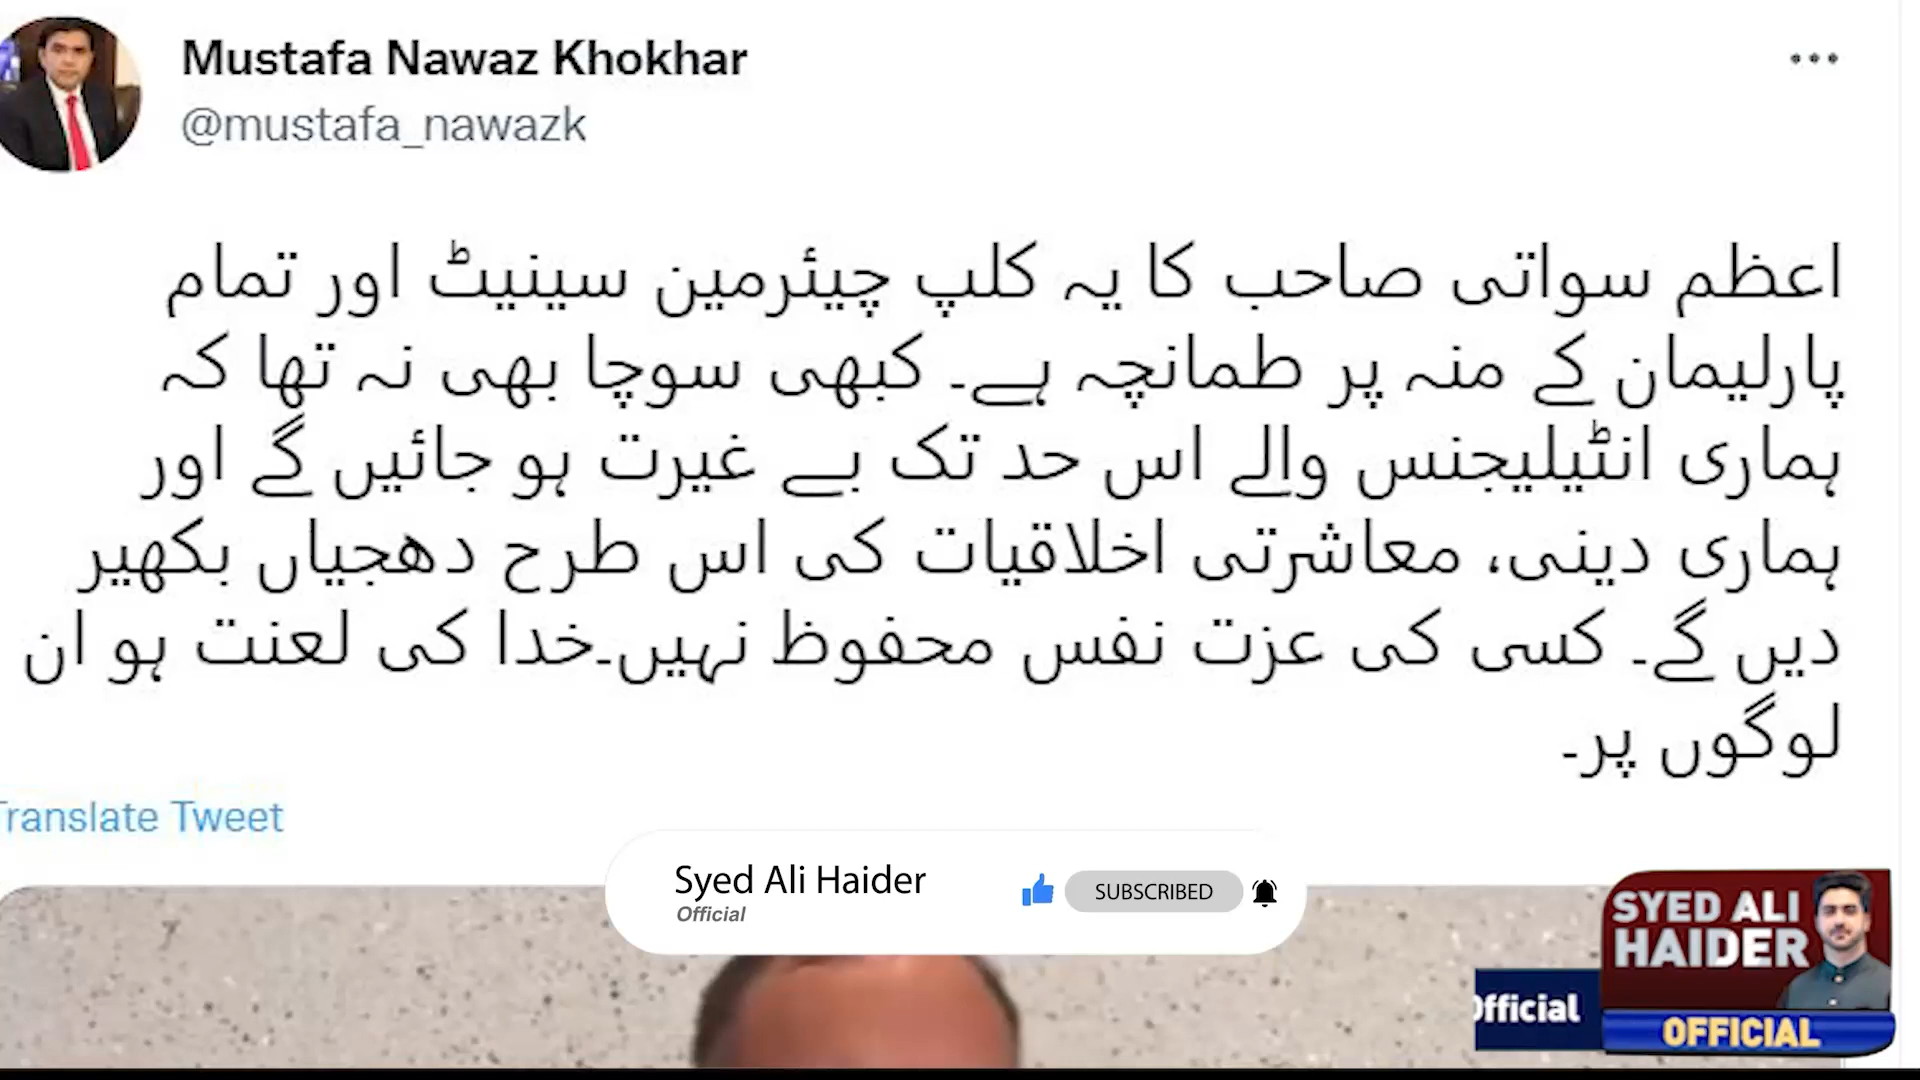 Mustafa Nawaz Khokhar
@mustafa_nawazk
اعظم سواتی صاحب کا یہ کلپ چیئرمین سینیٹ اور تمام
پارلیمان کے منہ پر طمانچہ ہے۔ کبھی سوچا بھی نہ تھا کہ
ہماری انٹیلیجنس والے اس حد تک بے غیرت ہو جائیں گے اور
ہماری دینی، معاشرتی اخلاقیات کی اس طرح دھجیاں بکھیر
دیں گے۔ کسی کی عزت نفس محفوظ نہیں۔خدا کی لعنت ہو ان
لوگوں پر۔
Translate Tweet
Syed Ali Haider
Official
SUBSCRIBED
SYED ALI
HAIDER
Official
OFFICIAL